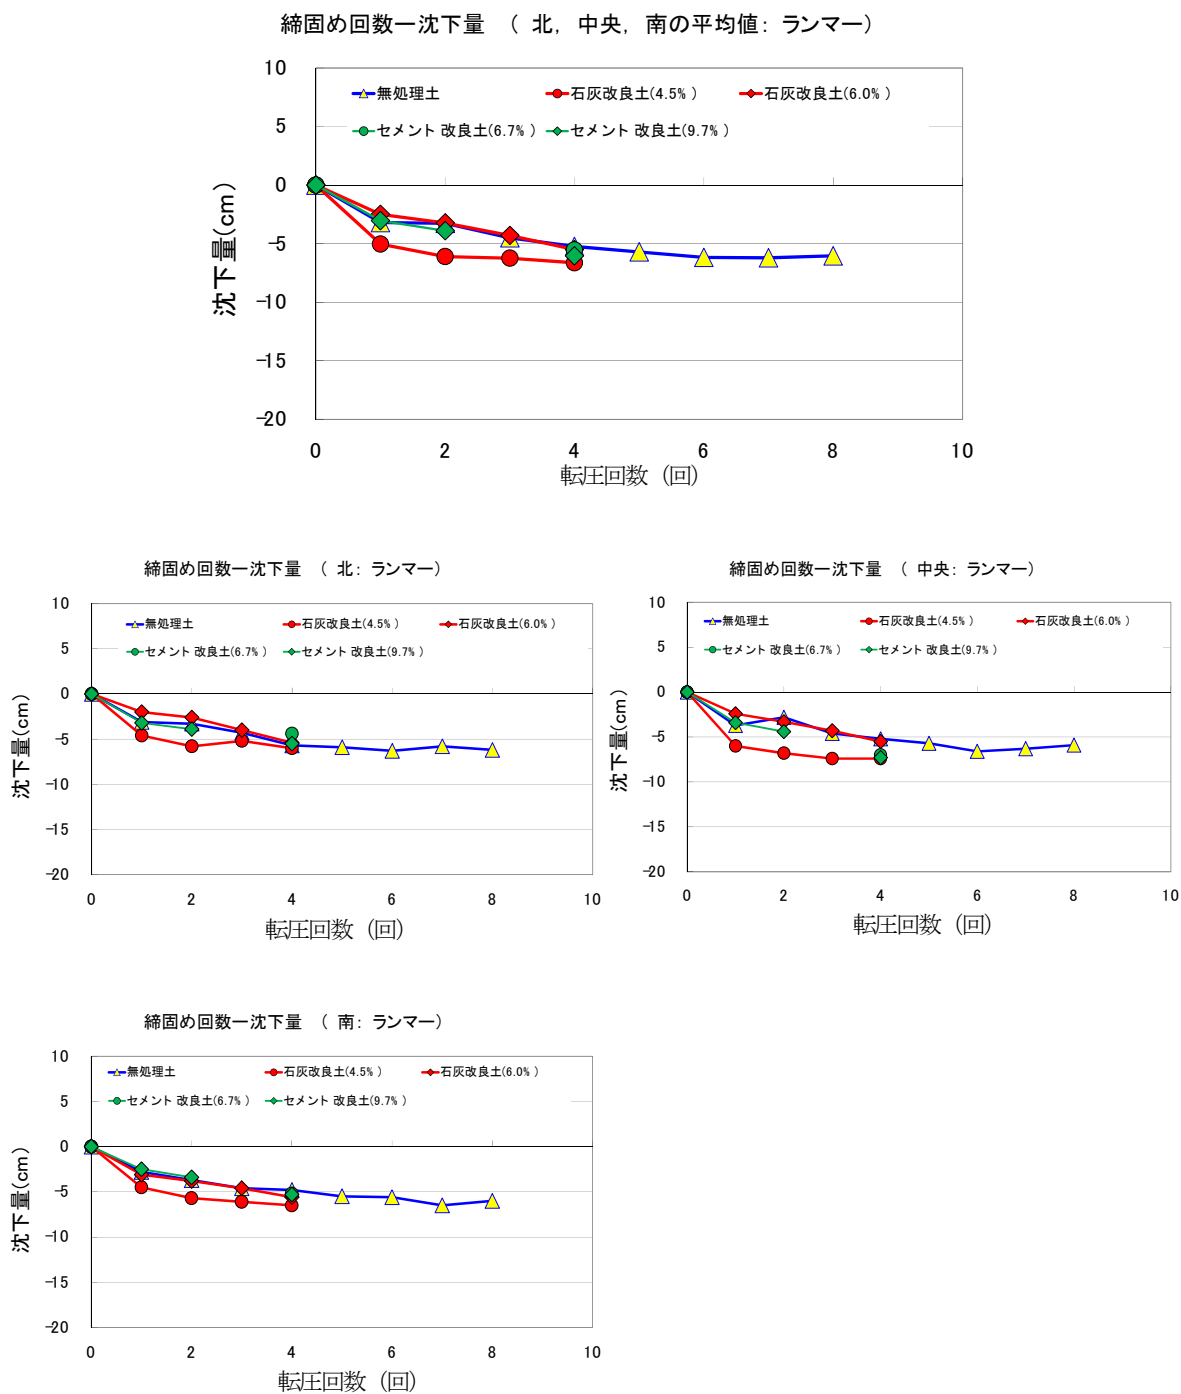 締固め回数ー沈下量 ( 北, 中央, 南の平均値: ランマー)
無処理土 石灰改良土(4.5% ) 石灰改良土(6.0% )
セメント 改良土(6.7% ) セメント 改良土(9.7% )
10
5
0
-5
-10
-15
-20
沈下量(cm)
0 2 4 6 8 10
転圧回数 (回)
締固め回数ー沈下量 ( 北: ランマー)
無処理土 石灰改良土(4.5% ) 石灰改良土(6.0% )
セメント 改良土(6.7% ) セメント 改良土(9.7% )
10
5
0
-5
-10
-15
-20
沈下量(cm)
0 2 4 6 8 10
転圧回数 (回)
締固め回数ー沈下量 ( 中央: ランマー)
無処理土 石灰改良土(4.5% ) 石灰改良土(6.0% )
セメント 改良土(6.7% ) セメント 改良土(9.7% )
10
5
0
-5
-10
-15
-20
沈下量(cm)
0 2 4 6 8 10
転圧回数 (回)
締固め回数ー沈下量 ( 南: ランマー)
無処理土 石灰改良土(4.5% ) 石灰改良土(6.0% )
セメント 改良土(6.7% ) セメント 改良土(9.7% )
10
5
0
-5
-10
-15
-20
沈下量(cm)
0 2 4 6 8 10
転圧回数 (回)